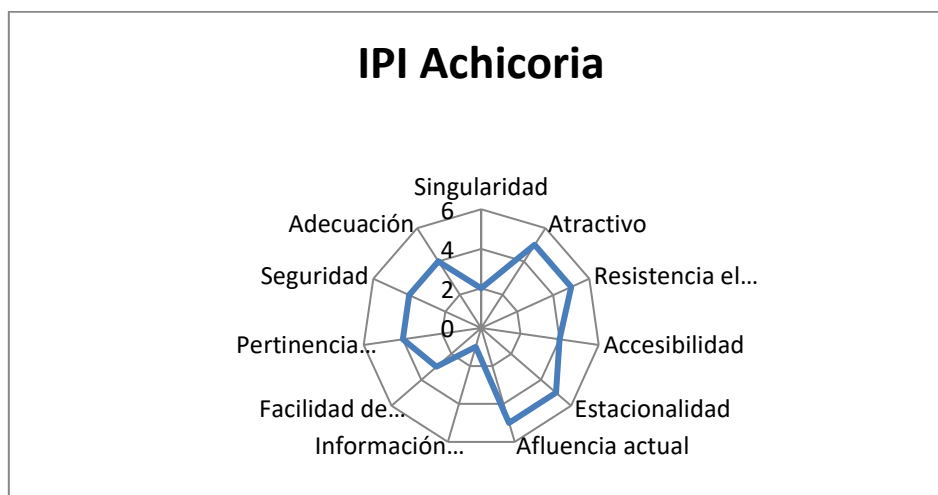 IPI Achicoria
Singularidad
Atractivo
Resistencia el...
Accesibilidad
Estacionalidad
Afluencia actual
Información...
Facilidad de...
Pertinencia...
Seguridad
Adecuación
6
4
2
0